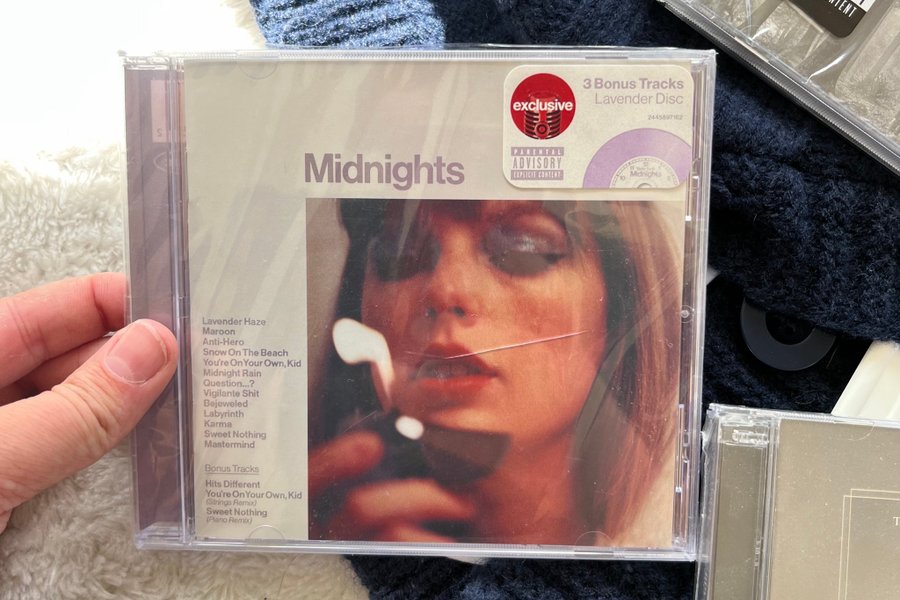 exclusive
3 Bonus Tracks
Lavender Disc
2445897162
PARENTAL
ADVISORY
EXPLICIT CONTENT
Midnights
Midnights
Lavender Haze
Maroon
Anti-Hero
Snow On The Beach
You're On Your Own, Kid
Midnight Rain
Question...?
Vigilante Shit
Bejeweled
Labyrinth
Karma
Sweet Nothing
Mastermind
Bonus Tracks
Hits Different
You're On Your Own, Kid
(Strings Remix)
Sweet Nothing
(Piano Remix)